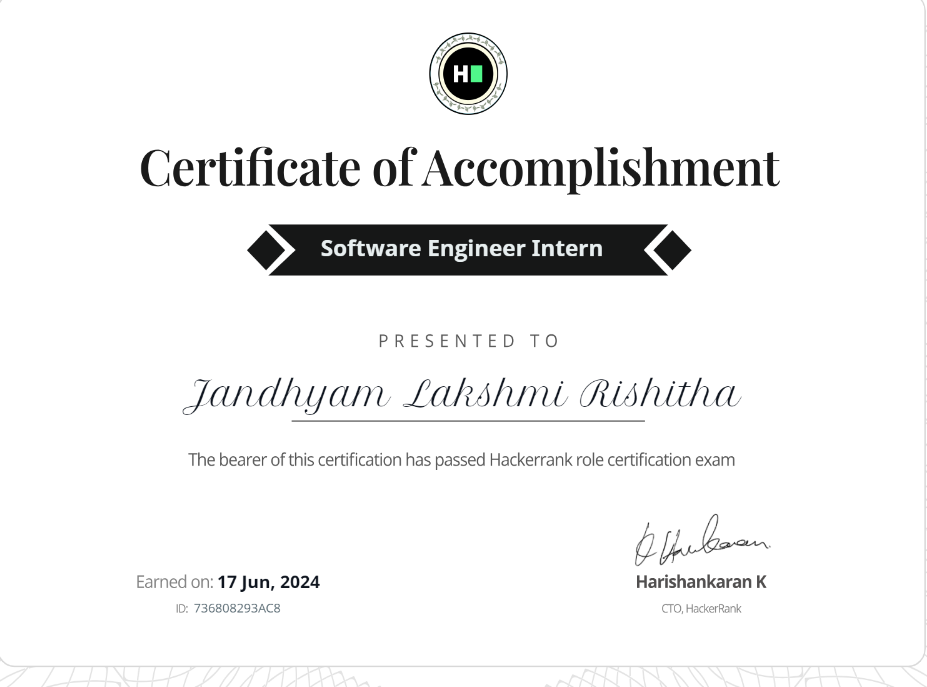 H
Certificate of Accomplishment
Software Engineer Intern
PRESENTED TO
Jandhyam Lakshmi Rishitha
The bearer of this certification has passed Hackerrank role certification exam
Earned on: 17 Jun, 2024
ID: 736808293AC8
K Harikaran
Harishankaran K
CTO, HackerRank